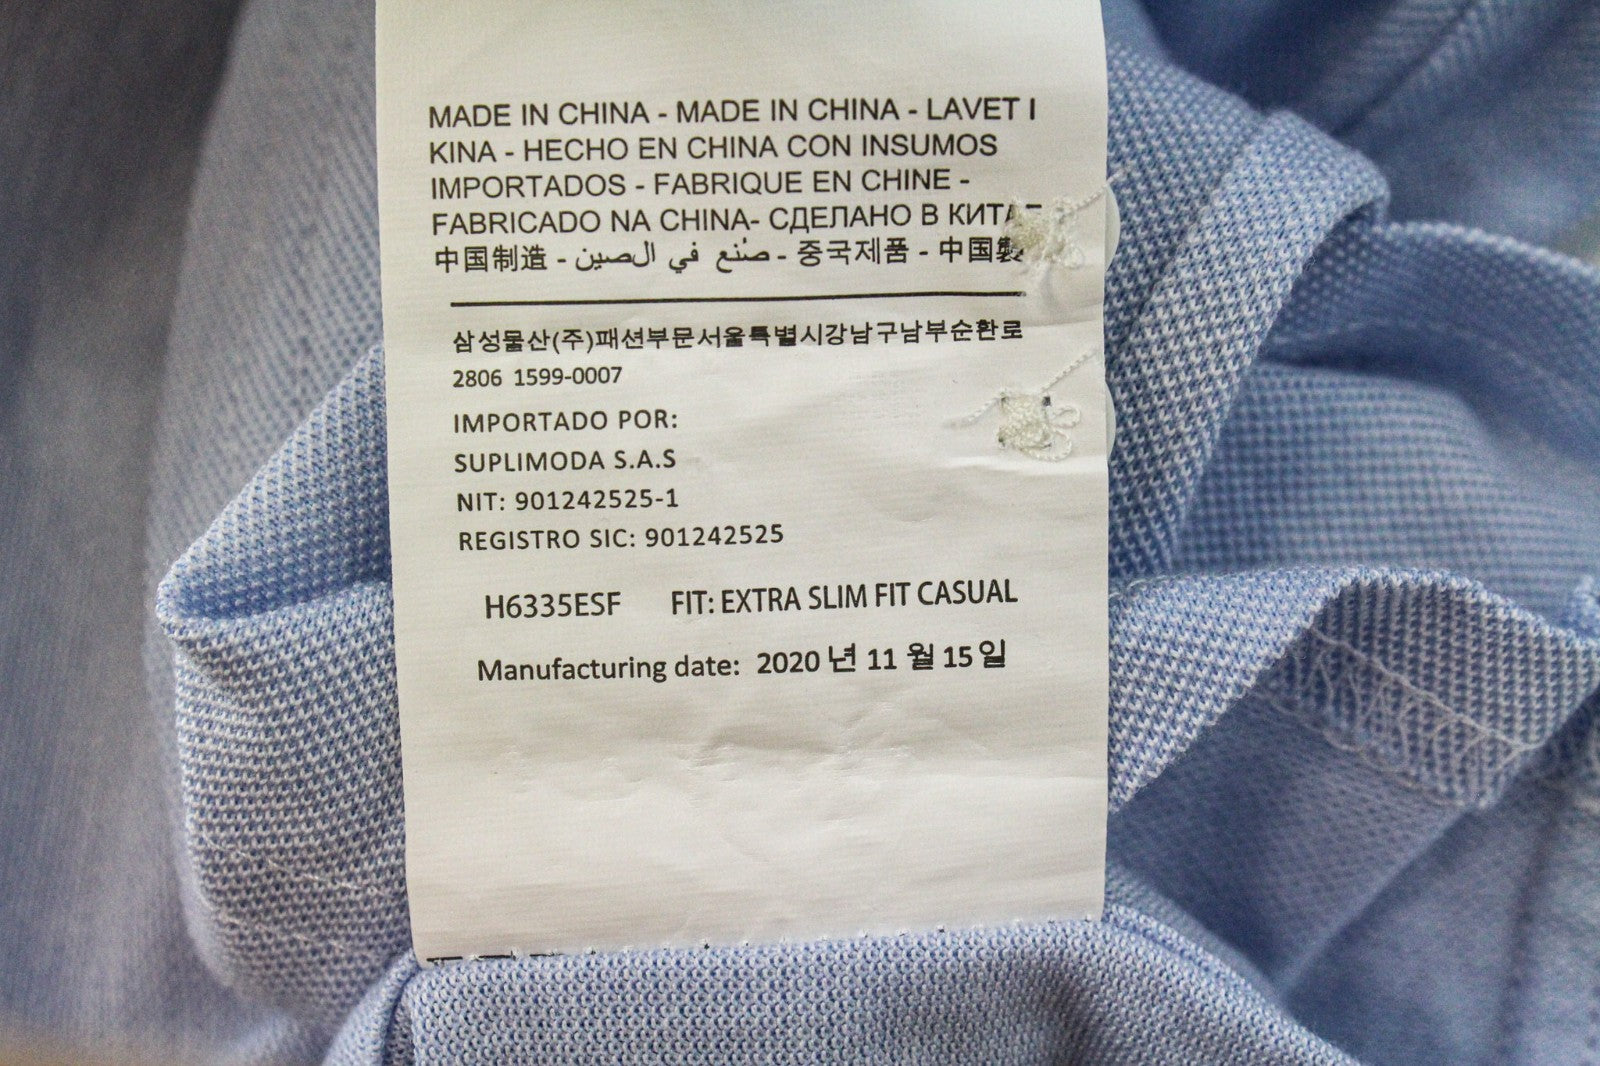 MADE IN CHINA - MADE IN CHINA - LAVET I
KINA - HECHO EN CHINA CON INSUMOS
IMPORTADOS - FABRIQUE EN CHINE -
FABRICADO NA CHINA- СДЕЛАНО В
中国制造 - صُنع في الصين - 중국제품 - 中国製
삼성물산(주)패션부문서울특별시강남구남부순환로
2806 1599-0007
IMPORTADO POR:
SUPLIMODA S.A.S
NIT: 901242525-1
REGISTRO SIC: 901242525
H6335ESF FIT: EXTRA SLIM FIT CASUAL
Manufacturing date: 2020 년 11 월 15 일